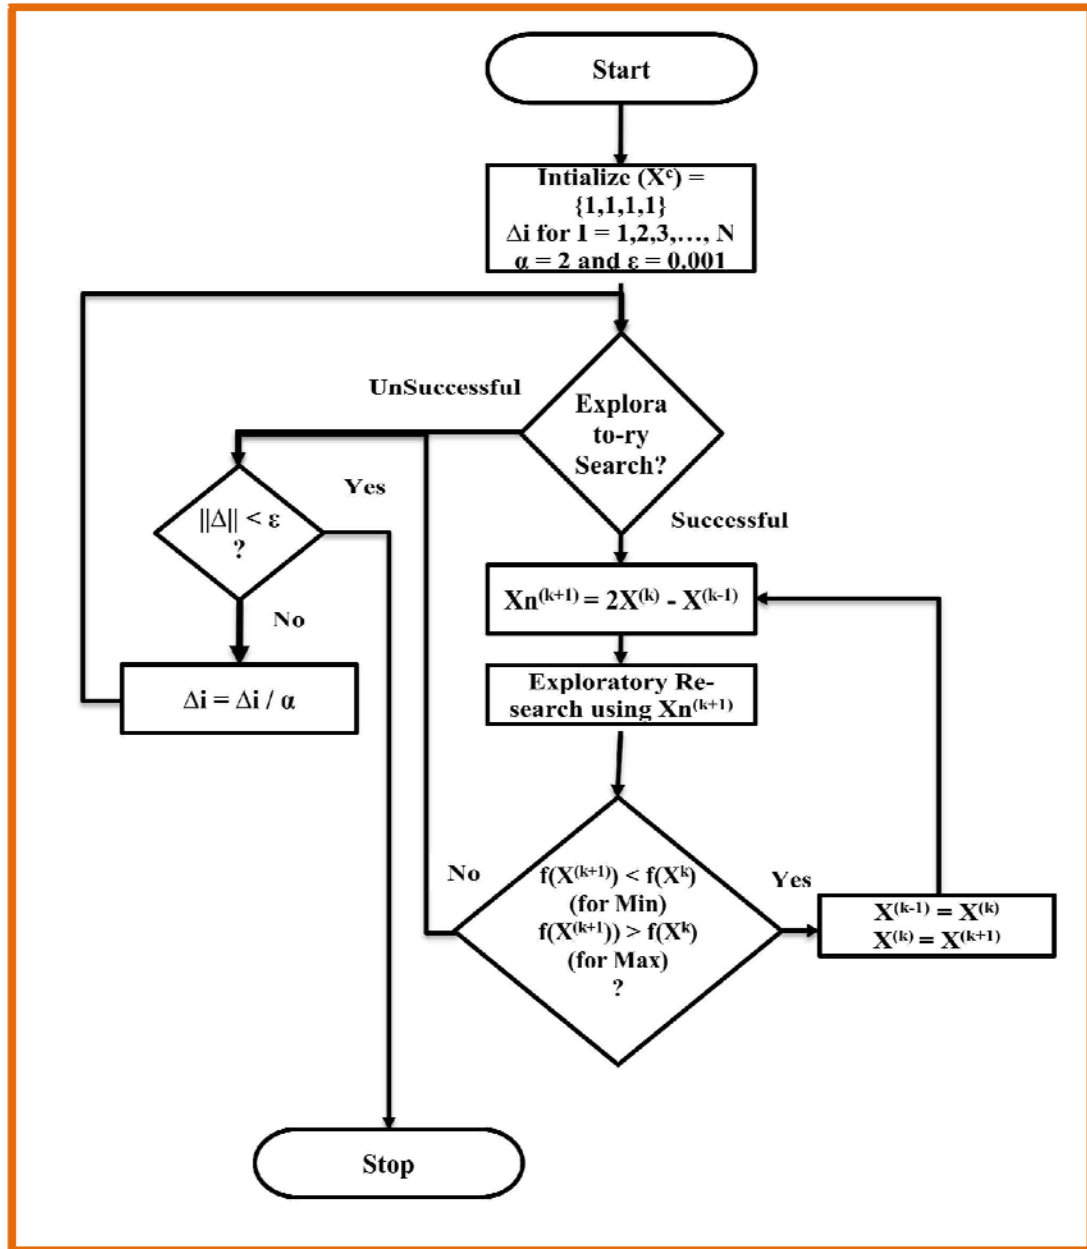 Start
Intialize (Xᶜ) =
{1,1,1,1}
Δi for I = 1,2,3,…, N
α = 2 and ε = 0.001
UnSuccessful
Explora
to-ry
Search?
Yes
||Δ|| < ε
?
Successful
Xn⁽ᵏ⁺¹⁾ = 2X⁽ᵏ⁾ - X⁽ᵏ⁻¹⁾
No
Δi = Δi / α
Exploratory Re-
search using Xn⁽ᵏ⁺¹⁾
No
f(X⁽ᵏ⁺¹⁾) < f(Xᵏ)
(for Min)
f(X⁽ᵏ⁺¹⁾) > f(Xᵏ)
(for Max)
?
Yes
X⁽ᵏ⁻¹⁾ = X⁽ᵏ⁾
X⁽ᵏ⁾ = X⁽ᵏ⁺¹⁾
Stop